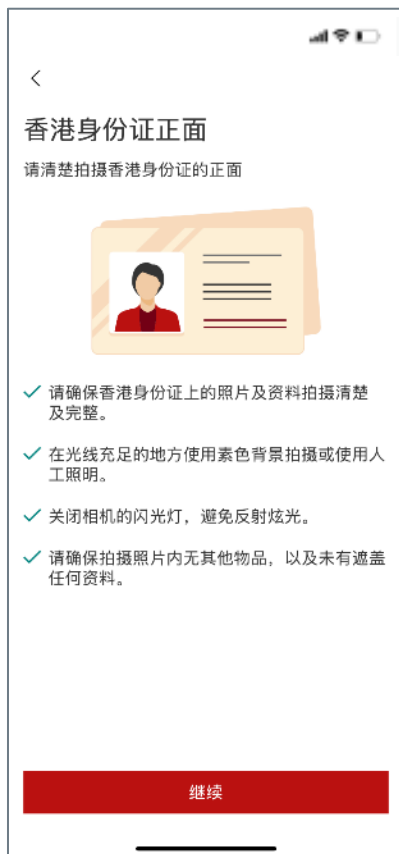 香港身份证正面
请清楚拍摄香港身份证的正面
请确保香港身份证上的照片及资料拍摄清楚
及完整。
在光线充足的地方使用素色背景拍摄或使用人
工照明。
关闭相机的闪光灯，避免反射炫光。
请确保拍摄照片内无其他物品，以及未有遮盖
任何资料。
继续